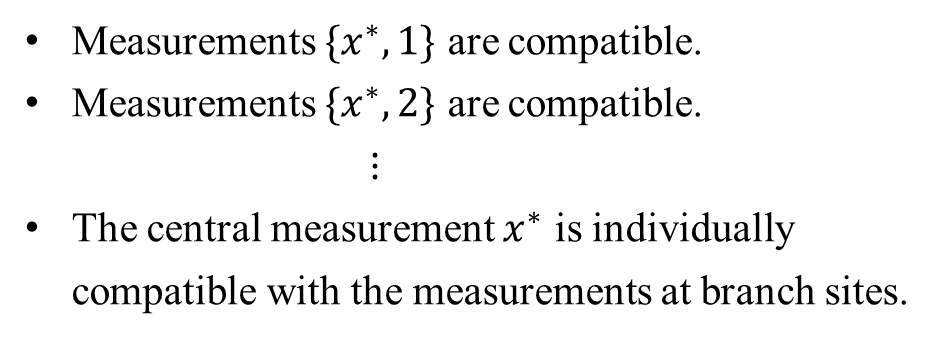 • Measurements {x*, 1} are compatible.
• Measurements {x*, 2} are compatible.
⋮
• The central measurement x* is individually
compatible with the measurements at branch sites.